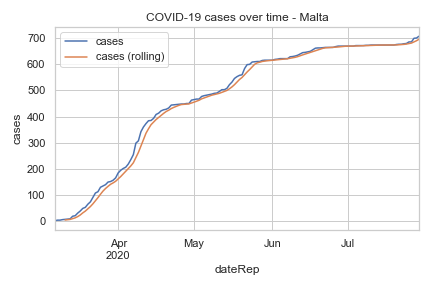 COVID-19 cases over time - Malta
cases
cases (rolling)
700
600
500
400
300
200
100
0
cases
Apr
2020
May
Jun
Jul
dateRep